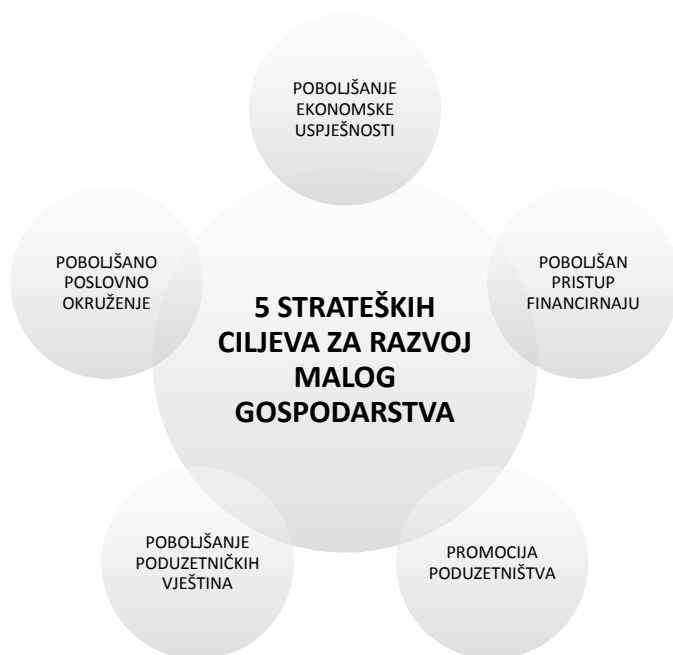 POBOLJŠANJE
EKONOMSKE
USPJEŠNOSTI
POBOLJŠANO
POSLOVNO
OKRUŽENJE
POBOLJŠAN
PRISTUP
FINANCIRNAJU
5 STRATEŠKIH
CILJEVA ZA RAZVOJ
MALOG
GOSPODARSTVA
POBOLJŠANJE
PODUZETNIČKIH
VJEŠTINA
PROMOCIJA
PODUZETNIŠTVA